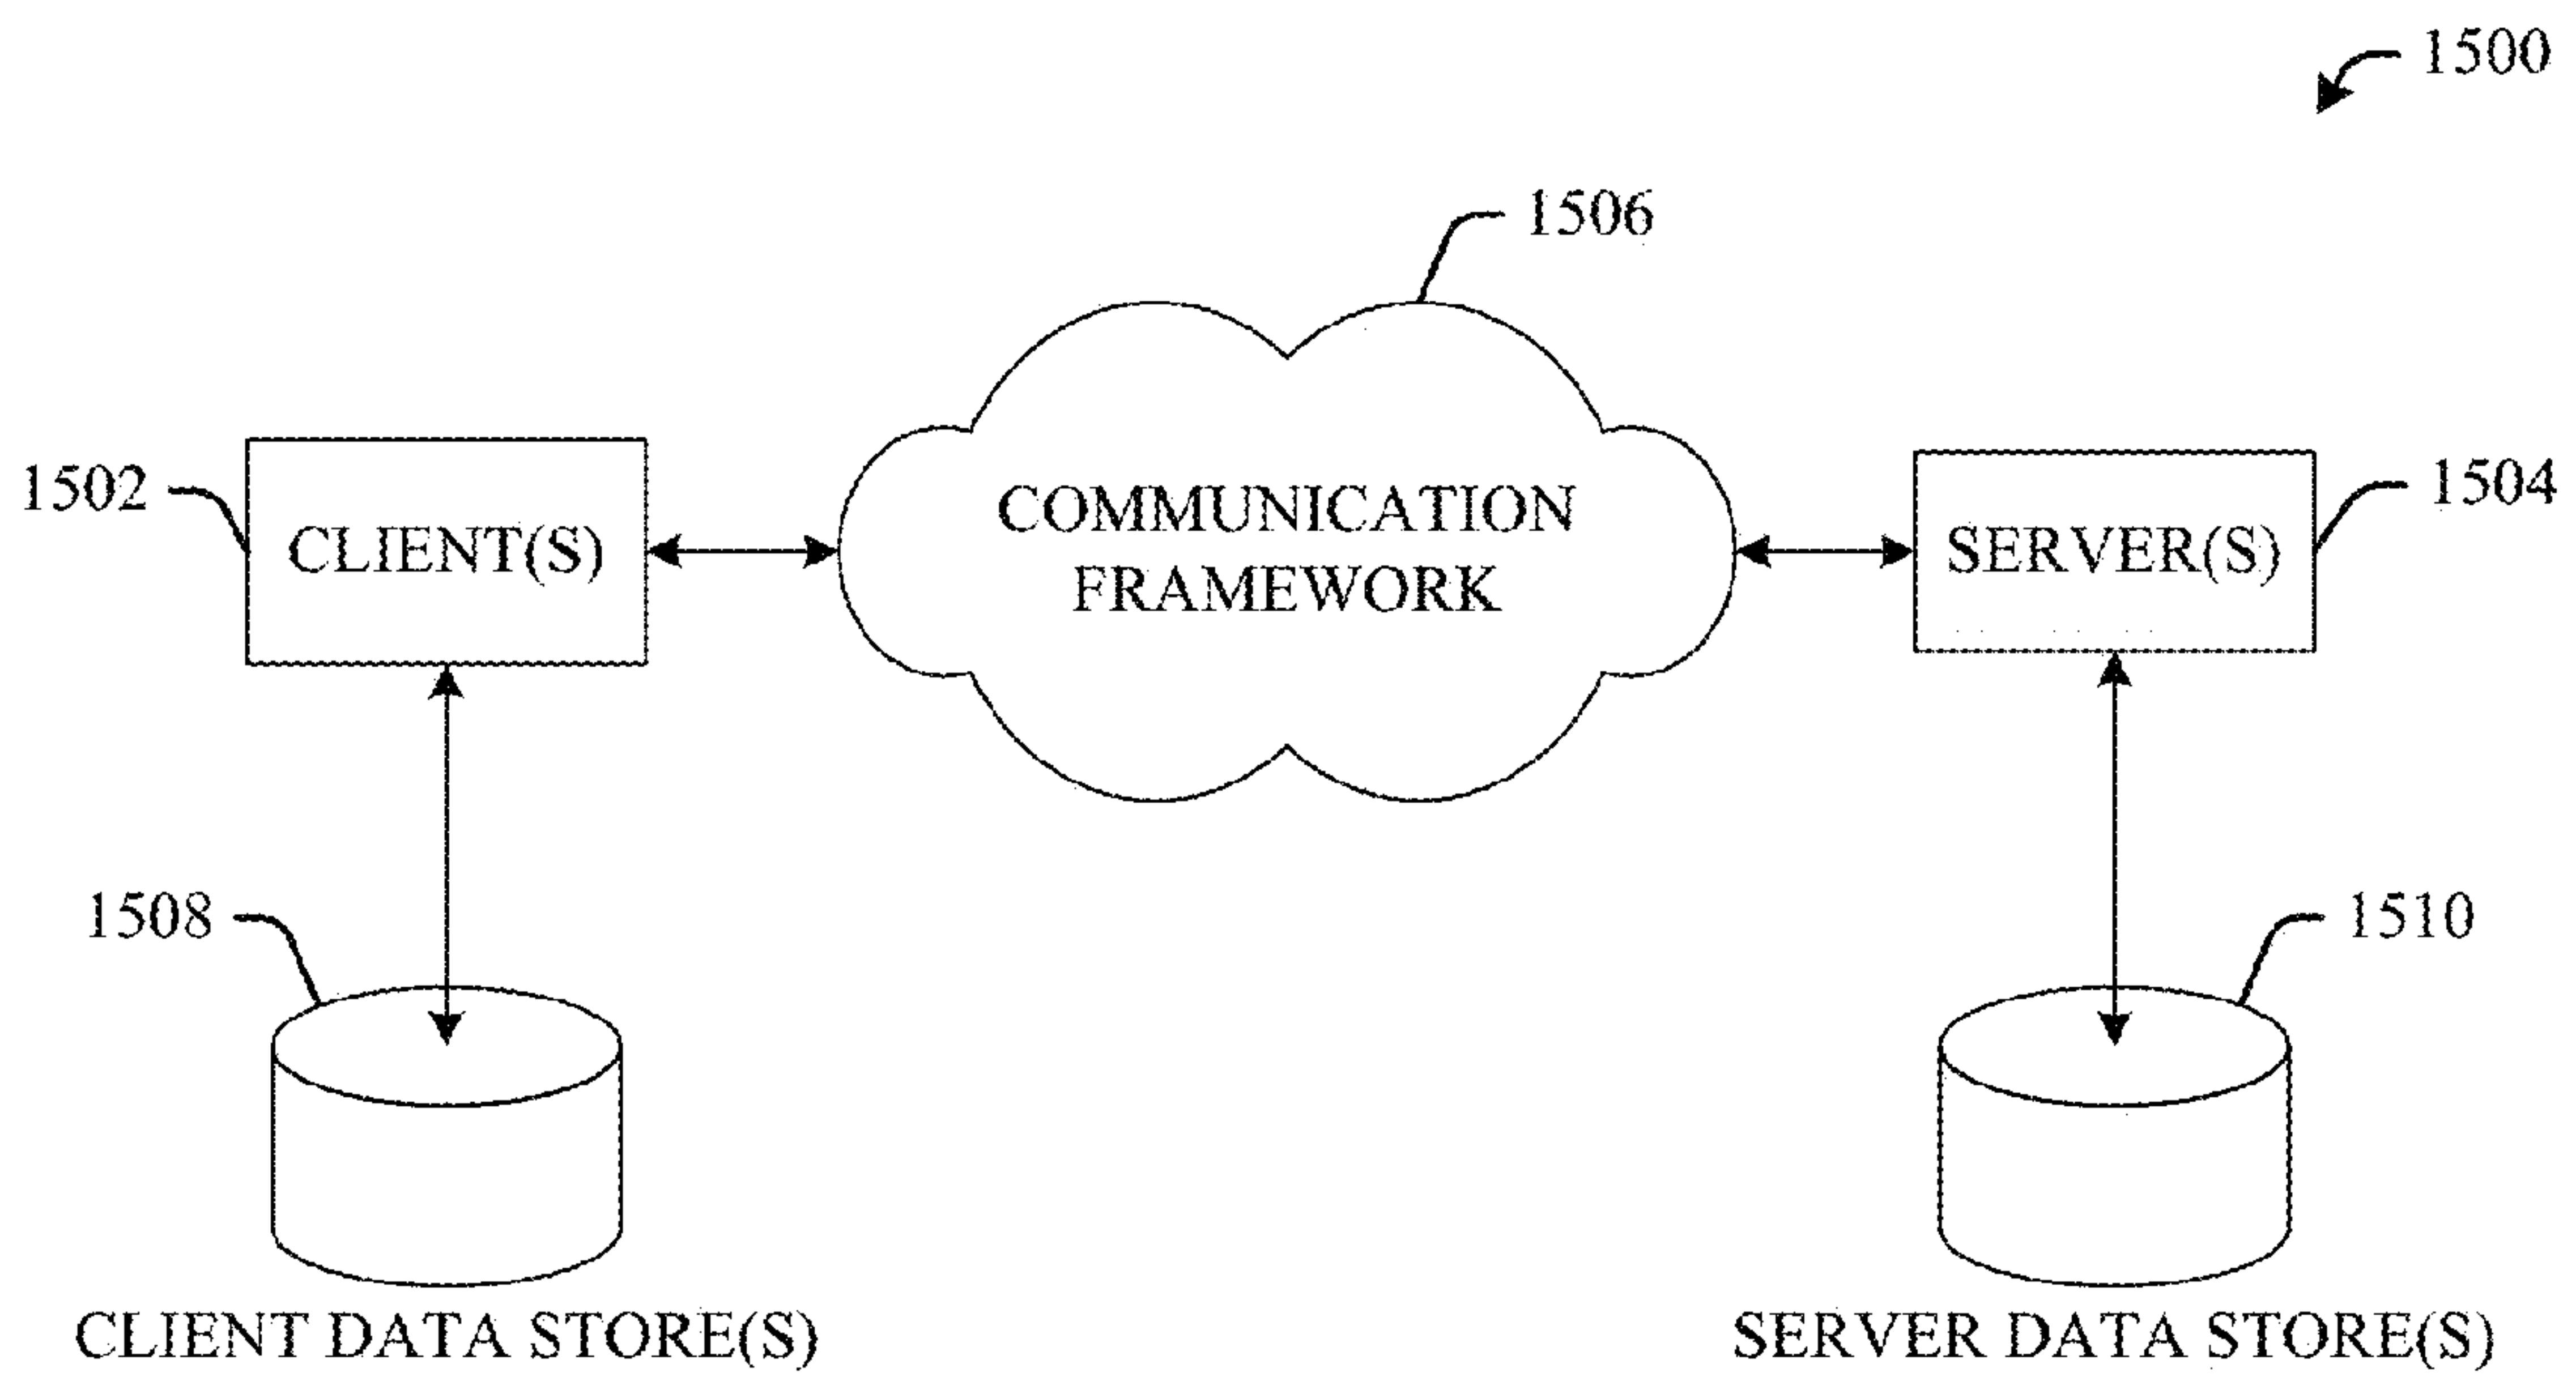 1500
1506
1502
CLIENT(S)
COMMUNICATION
FRAMEWORK
SERVER(S)
1504
1508
1510
CLIENT DATA STORE(S)
SERVER DATA STORE(S)